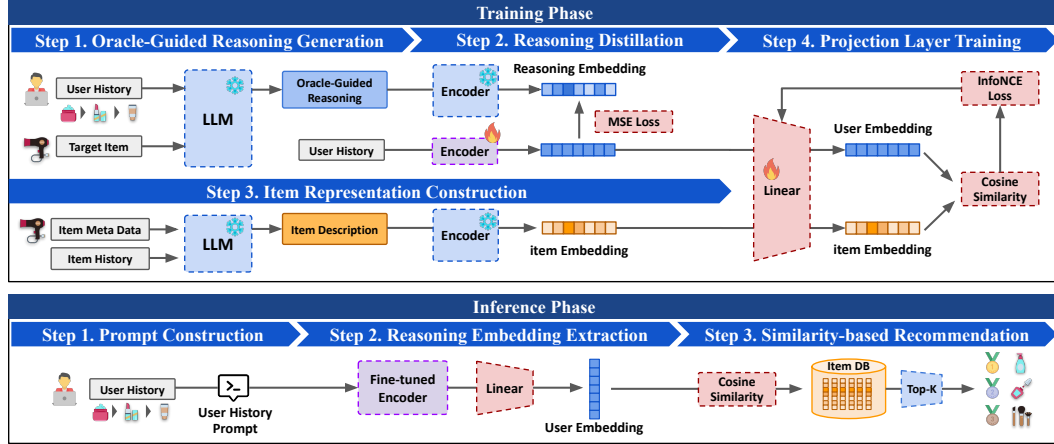 Training Phase
Step 1. Oracle-Guided Reasoning Generation
Step 2. Reasoning Distillation
Step 4. Projection Layer Training
User History
Target Item
LLM
Oracle-Guided
Reasoning
Encoder
Reasoning Embedding
MSE Loss
User History
Encoder
Linear
User Embedding
InfoNCE
Loss
Cosine
Similarity
item Embedding
Step 3. Item Representation Construction
Item Meta Data
Item History
LLM
Item Description
Encoder
item Embedding
Inference Phase
Step 1. Prompt Construction
Step 2. Reasoning Embedding Extraction
Step 3. Similarity-based Recommendation
User History
User History
Prompt
Fine-tuned
Encoder
Linear
User Embedding
Cosine
Similarity
Item DB
Top-K
1
2
3